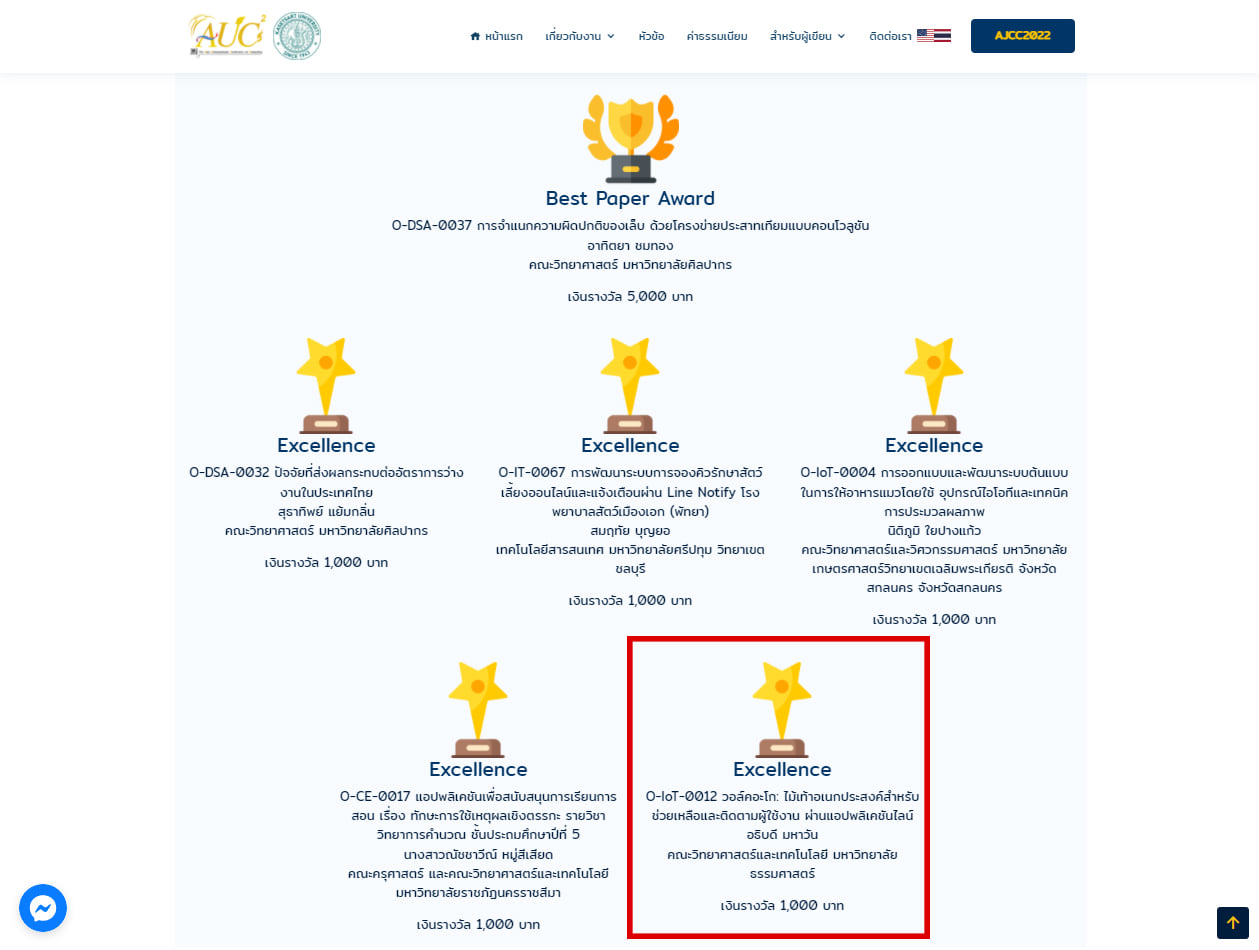 AUC²
KASETSART UNIVERSITY
SINCE 1943
หน้าแรก
เกี่ยวกับงาน
หัวข้อ
ค่าธรรมเนียม
สำหรับผู้เขียน
ติดต่อเรา
AJCC2022
Best Paper Award
O-DSA-0037 การจำแนกความผิดปกติของเล็บ ด้วยโครงข่ายประสาทเทียมแบบคอนโวลูชัน
อาทิตยา ชมทอง
คณะวิทยาศาสตร์ มหาวิทยาลัยศิลปากร
เงินรางวัล 5,000 บาท
Excellence
O-DSA-0032 ปัจจัยที่ส่งผลกระทบต่ออัตราการว่าง
งานในประเทศไทย
สุธาทิพย์ แย้มกลิ่น
คณะวิทยาศาสตร์ มหาวิทยาลัยศิลปากร
เงินรางวัล 1,000 บาท
Excellence
O-IT-0067 การพัฒนาระบบการจองคิวรักษาสัตว์
เลี้ยงออนไลน์และแจ้งเตือนผ่าน Line Notify โรง
พยาบาลสัตว์เมืองเอก (พัทยา)
สมฤทัย บุญยอ
เทคโนโลยีสารสนเทศ มหาวิทยาลัยศรีปทุม วิทยาเขต
ชลบุรี
เงินรางวัล 1,000 บาท
Excellence
O-IoT-0004 การออกแบบและพัฒนาระบบต้นแบบ
ในการให้อาหารแมวโดยใช้ อุปกรณ์ไอโอทีและเทคนิค
การประมวลผลภาพ
นิติภูมิ ใยปางแก้ว
คณะวิทยาศาสตร์และวิศวกรรมศาสตร์ มหาวิทยาลัย
เกษตรศาสตร์วิทยาเขตเฉลิมพระเกียรติ จังหวัด
สกลนคร จังหวัดสกลนคร
เงินรางวัล 1,000 บาท
Excellence
O-CE-0017 แอปพลิเคชันเพื่อสนับสนุนการเรียนการ
สอน เรื่อง ทักษะการใช้เหตุผลเชิงตรรกะ รายวิชา
วิทยาการคำนวณ ชั้นประถมศึกษาปีที่ 5
นางสาวณัชชาวีณ์ หมู่สีเสียด
คณะครุศาสตร์ และคณะวิทยาศาสตร์และเทคโนโลยี
มหาวิทยาลัยราชภัฏนครราชสีมา
เงินรางวัล 1,000 บาท
Excellence
O-IoT-0012 วอล์คอะโก: ไม้เท้าอเนกประสงค์สำหรับ
ช่วยเหลือและติดตามผู้ใช้งาน ผ่านแอปพลิเคชันไลน์
อธิบดี มหาวัน
คณะวิทยาศาสตร์และเทคโนโลยี มหาวิทยาลัย
ธรรมศาสตร์
เงินรางวัล 1,000 บาท